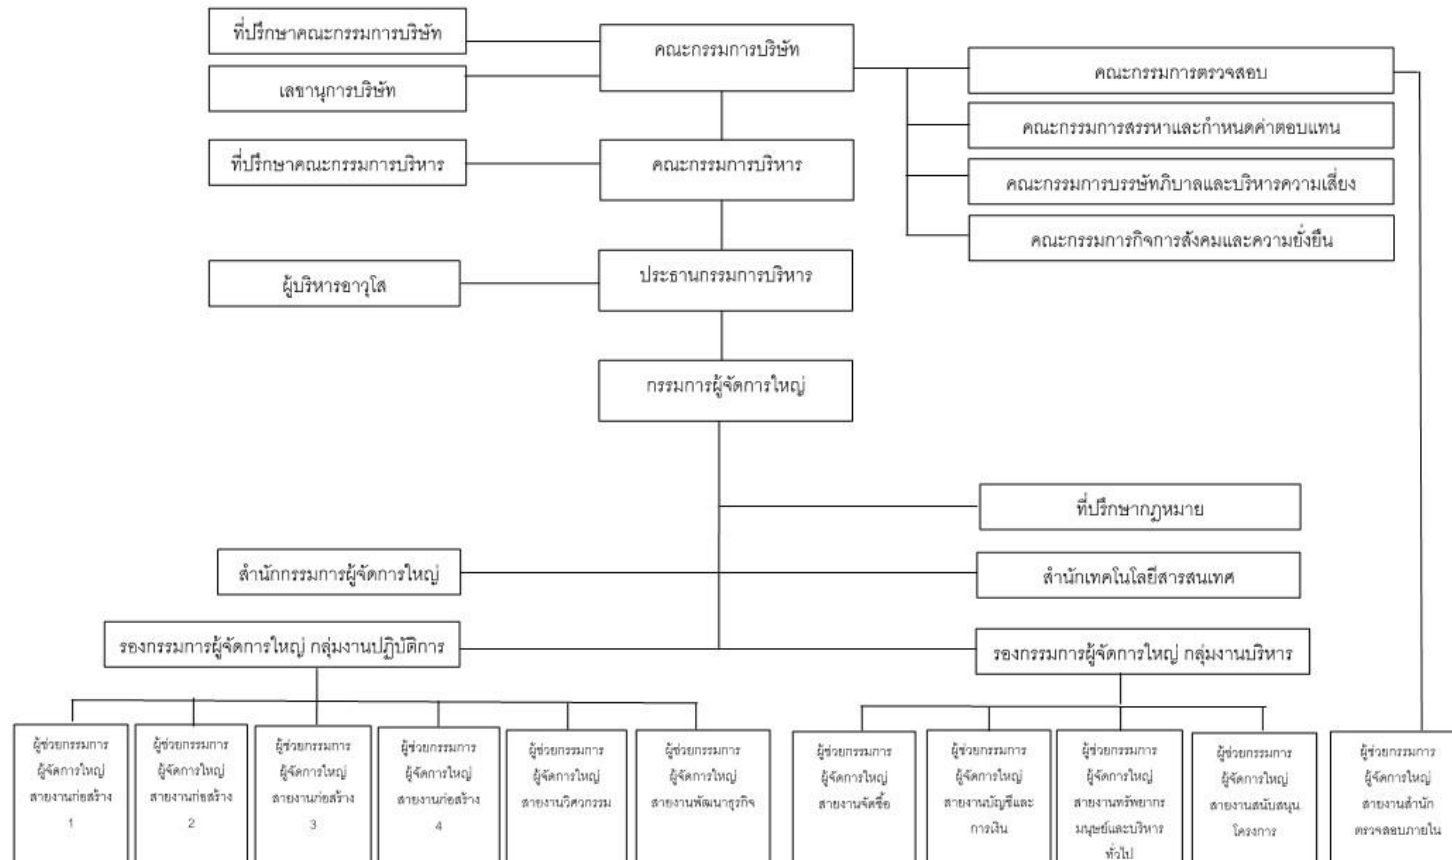 ที่ปรึกษาคณะกรรมการบริษัท
คณะกรรมการบริษัท
เลขานุการบริษัท
คณะกรรมการตรวจสอบ
คณะกรรมการสรรหาและกำหนดค่าตอบแทน
ที่ปรึกษาคณะกรรมการบริหาร
คณะกรรมการบริหาร
คณะกรรมการบรรษัทภิบาลและบริหารความเสี่ยง
คณะกรรมการกิจการสังคมและความยั่งยืน
ผู้บริหารอาวุโส
ประธานกรรมการบริหาร
กรรมการผู้จัดการใหญ่
ที่ปรึกษากฎหมาย
สำนักกรรมการผู้จัดการใหญ่
สำนักเทคโนโลยีสารสนเทศ
รองกรรมการผู้จัดการใหญ่ กลุ่มงานปฏิบัติการ
รองกรรมการผู้จัดการใหญ่ กลุ่มงานบริหาร
ผู้ช่วยกรรมการ
ผู้จัดการใหญ่
สายงานก่อสร้าง
1
ผู้ช่วยกรรมการ
ผู้จัดการใหญ่
สายงานก่อสร้าง
2
ผู้ช่วยกรรมการ
ผู้จัดการใหญ่
สายงานก่อสร้าง
3
ผู้ช่วยกรรมการ
ผู้จัดการใหญ่
สายงานก่อสร้าง
4
ผู้ช่วยกรรมการ
ผู้จัดการใหญ่
สายงานวิศวกรรม
ผู้ช่วยกรรมการ
ผู้จัดการใหญ่
สายงานพัฒนาธุรกิจ
ผู้ช่วยกรรมการ
ผู้จัดการใหญ่
สายงานจัดซื้อ
ผู้ช่วยกรรมการ
ผู้จัดการใหญ่
สายงานบัญชีและ
การเงิน
ผู้ช่วยกรรมการ
ผู้จัดการใหญ่
สายงานทรัพยากร
มนุษย์และบริหาร
ทั่วไป
ผู้ช่วยกรรมการ
ผู้จัดการใหญ่
สายงานสนับสนุน
โครงการ
ผู้ช่วยกรรมการ
ผู้จัดการใหญ่
สายงานสำนัก
ตรวจสอบภายใน